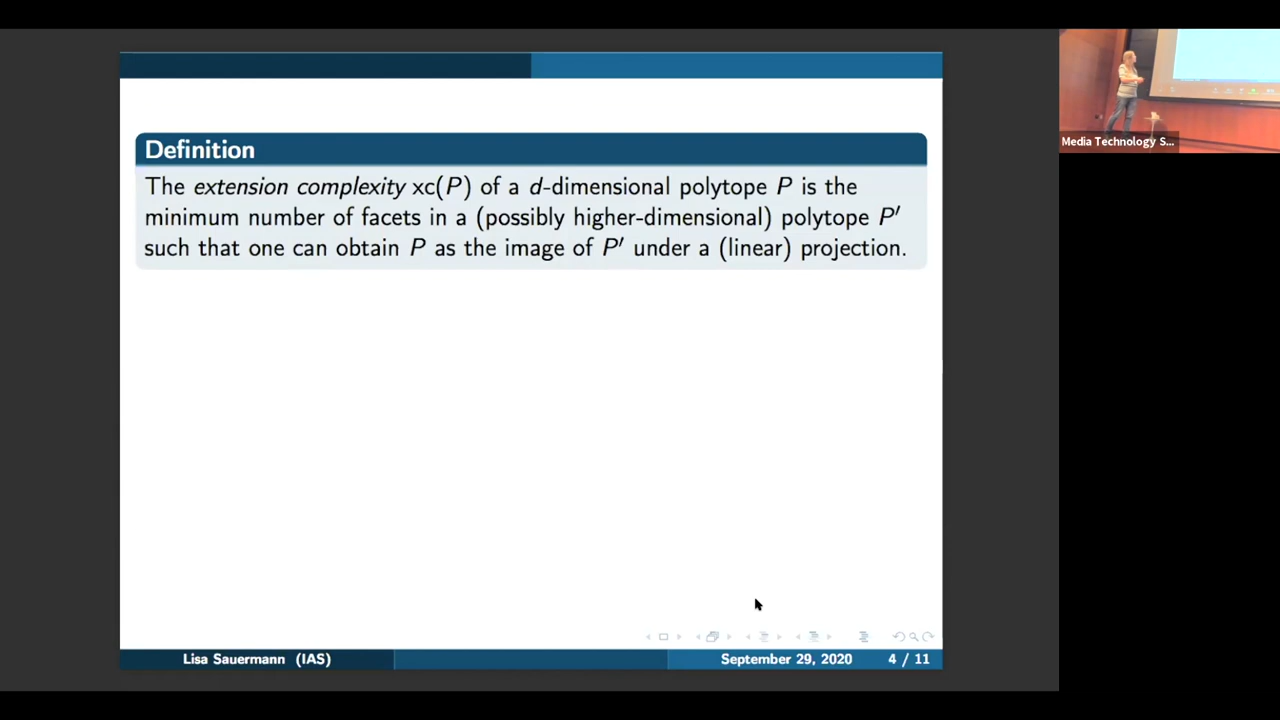 Definition
The extension complexity xc(P) of a d-dimensional polytope P is the
minimum number of facets in a (possibly higher-dimensional) polytope P′
such that one can obtain P as the image of P′ under a (linear) projection.
Media Technology S...
Lisa Sauermann (IAS) September 29, 2020 4 / 11